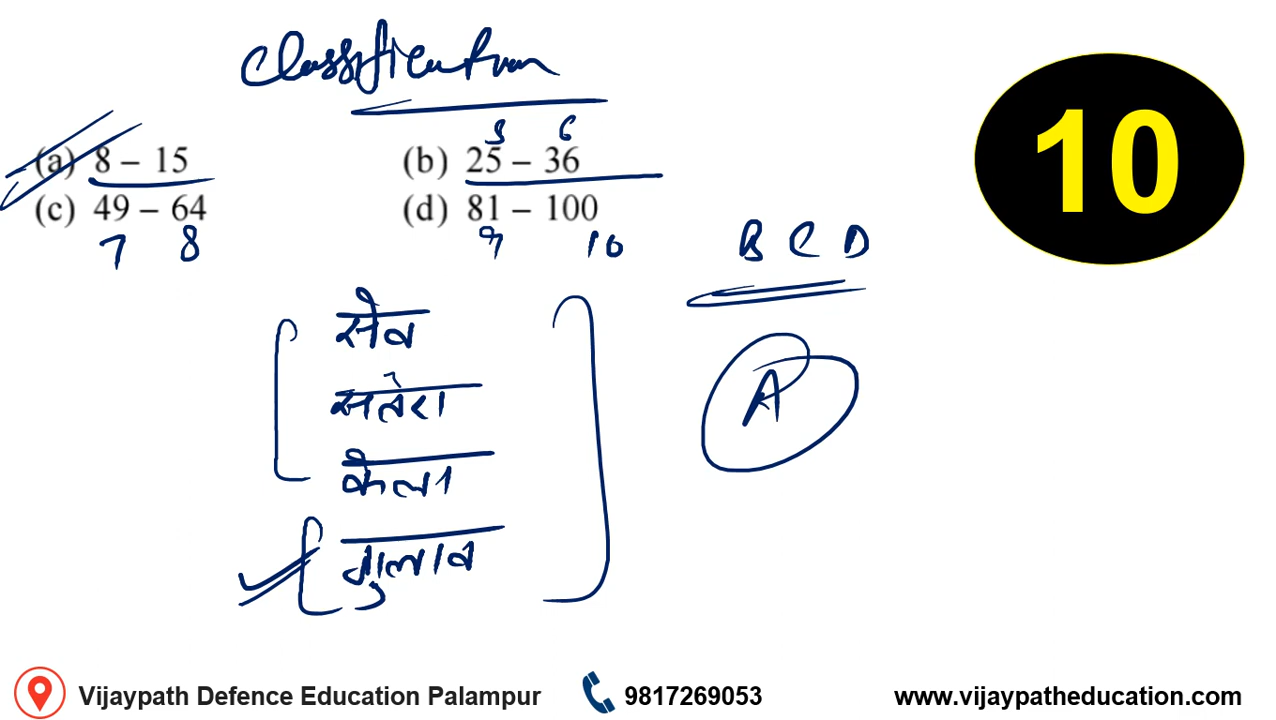 Classification
10
5 6
(a) 8 – 15 (b) 25 – 36
(c) 49 – 64 (d) 81 – 100
7 8 9 10
B C D
सेव
सतंरा
केला
गुलाब
A
Vijaypath Defence Education Palampur 9817269053 www.vijaypatheducation.com